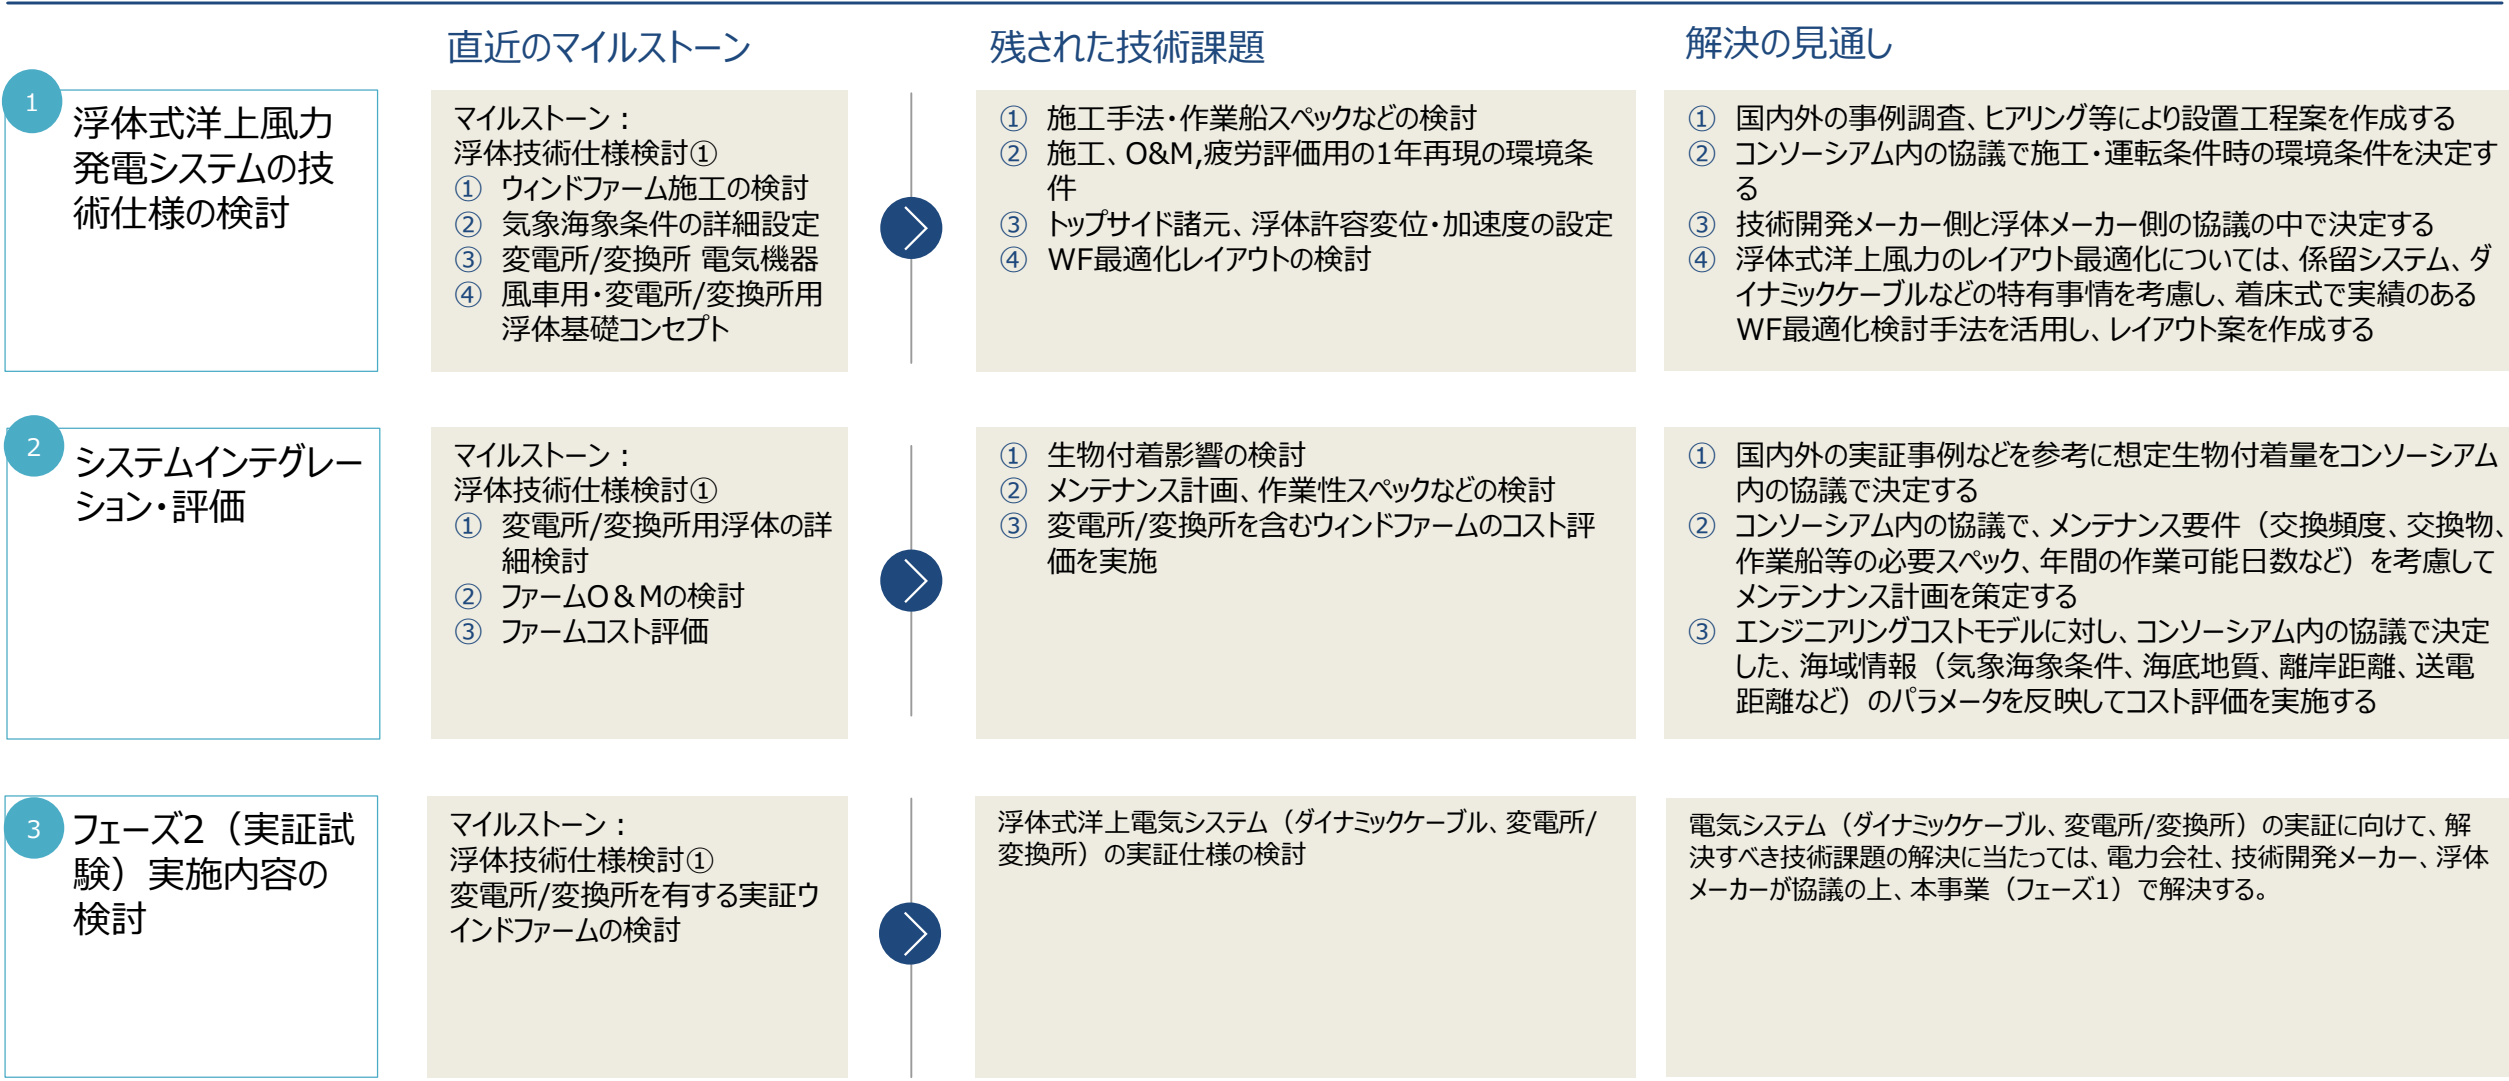 直近のマイルストーン
残された技術課題
解決の見通し
1
浮体式洋上風力
発電システムの技
術仕様の検討
マイルストーン：
浮体技術仕様検討①
① ウィンドファーム施工の検討
② 気象海象条件の詳細設定
③ 変電所/変換所 電気機器
④ 風車用・変電所/変換所用
浮体基礎コンセプト
① 施工手法・作業船スペックなどの検討
② 施工、O&M,疲労評価用の1年再現の環境条
件
③ トップサイド諸元、浮体許容変位・加速度の設定
④ WF最適化レイアウトの検討
① 国内外の事例調査、ヒアリング等により設置工程案を作成する
② コンソーシアム内の協議で施工・運転条件時の環境条件を決定す
る
③ 技術開発メーカー側と浮体メーカー側の協議の中で決定する
④ 浮体式洋上風力のレイアウト最適化については、係留システム、ダ
イナミックケーブルなどの特有事情を考慮し、着床式で実績のある
WF最適化検討手法を活用し、レイアウト案を作成する
2
システムインテグレー
ション・評価
マイルストーン：
浮体技術仕様検討①
① 変電所/変換所用浮体の詳
細検討
② ファームO＆Mの検討
③ ファームコスト評価
① 生物付着影響の検討
② メンテナンス計画、作業性スペックなどの検討
③ 変電所/変換所を含むウィンドファームのコスト評
価を実施
① 国内外の実証事例などを参考に想定生物付着量をコンソーシアム
内の協議で決定する
② コンソーシアム内の協議で、メンテナンス要件（交換頻度、交換物、
作業船等の必要スペック、年間の作業可能日数など）を考慮して
メンテンナンス計画を策定する
③ エンジニアリングコストモデルに対し、コンソーシアム内の協議で決定
した、海域情報（気象海象条件、海底地質、離岸距離、送電
距離など）のパラメータを反映してコスト評価を実施する
3
フェーズ2（実証試
験）実施内容の
検討
マイルストーン：
浮体技術仕様検討①
変電所/変換所を有する実証ウ
インドファームの検討
浮体式洋上電気システム（ダイナミックケーブル、変電所/
変換所）の実証仕様の検討
電気システム（ダイナミックケーブル、変電所/変換所）の実証に向けて、解
決すべき技術課題の解決に当たっては、電力会社、技術開発メーカー、浮体
メーカーが協議の上、本事業（フェーズ1）で解決する。